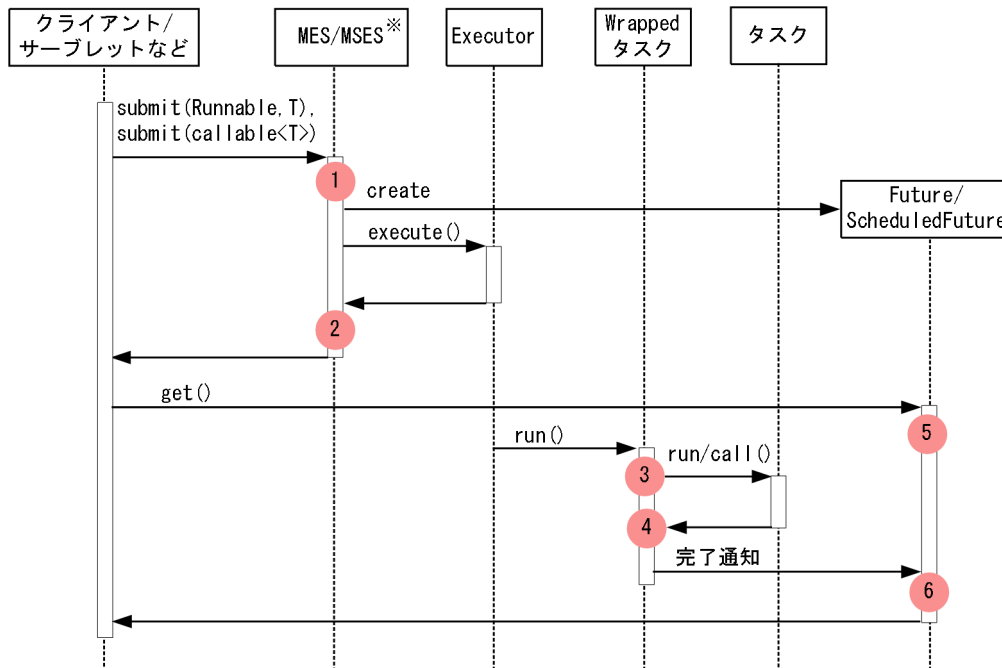 クライアント/
サーブレットなど
MES/MSES※
Executor
Wrapped
タスク
タスク
submit(Runnable,T),
submit(callable<T>)
1
create
Future/
ScheduledFuture
execute()
2
get()
5
run()
run/call()
3
4
完了通知
6